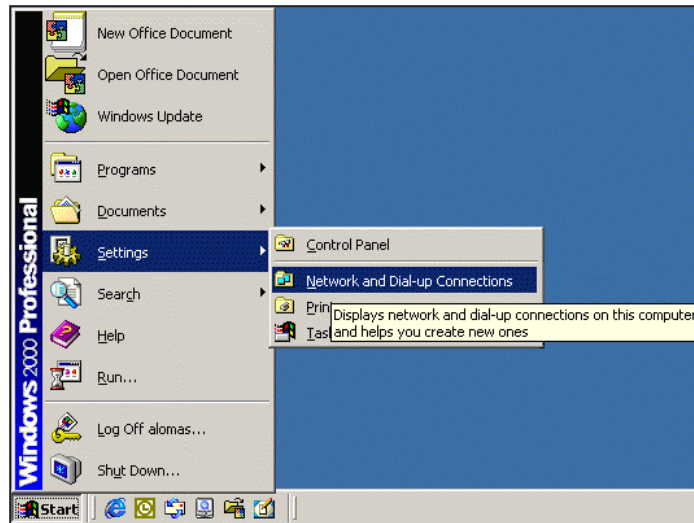 New Office Document
Open Office Document
Windows Update
Programs
Documents
Settings
Search
Help
Run...
Log Off alomas...
Shut Down...
Windows 2000 Professional
Control Panel
Network and Dial-up Connections
Displays network and dial-up connections on this computer
and helps you create new ones
Start